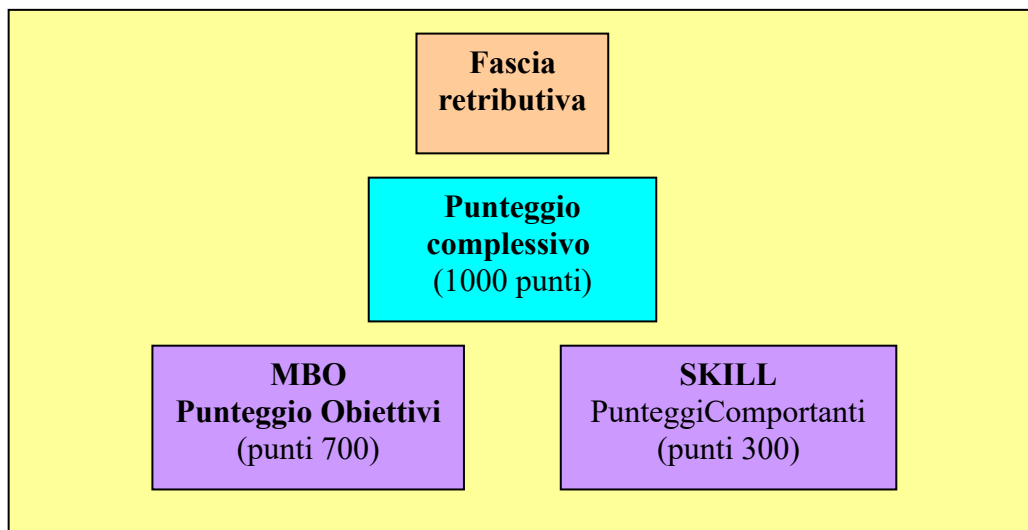 Fascia
retributiva
Punteggio
complessivo
(1000 punti)
MBO
Punteggio Obiettivi
(punti 700)
SKILL
PunteggiComportanti
(punti 300)